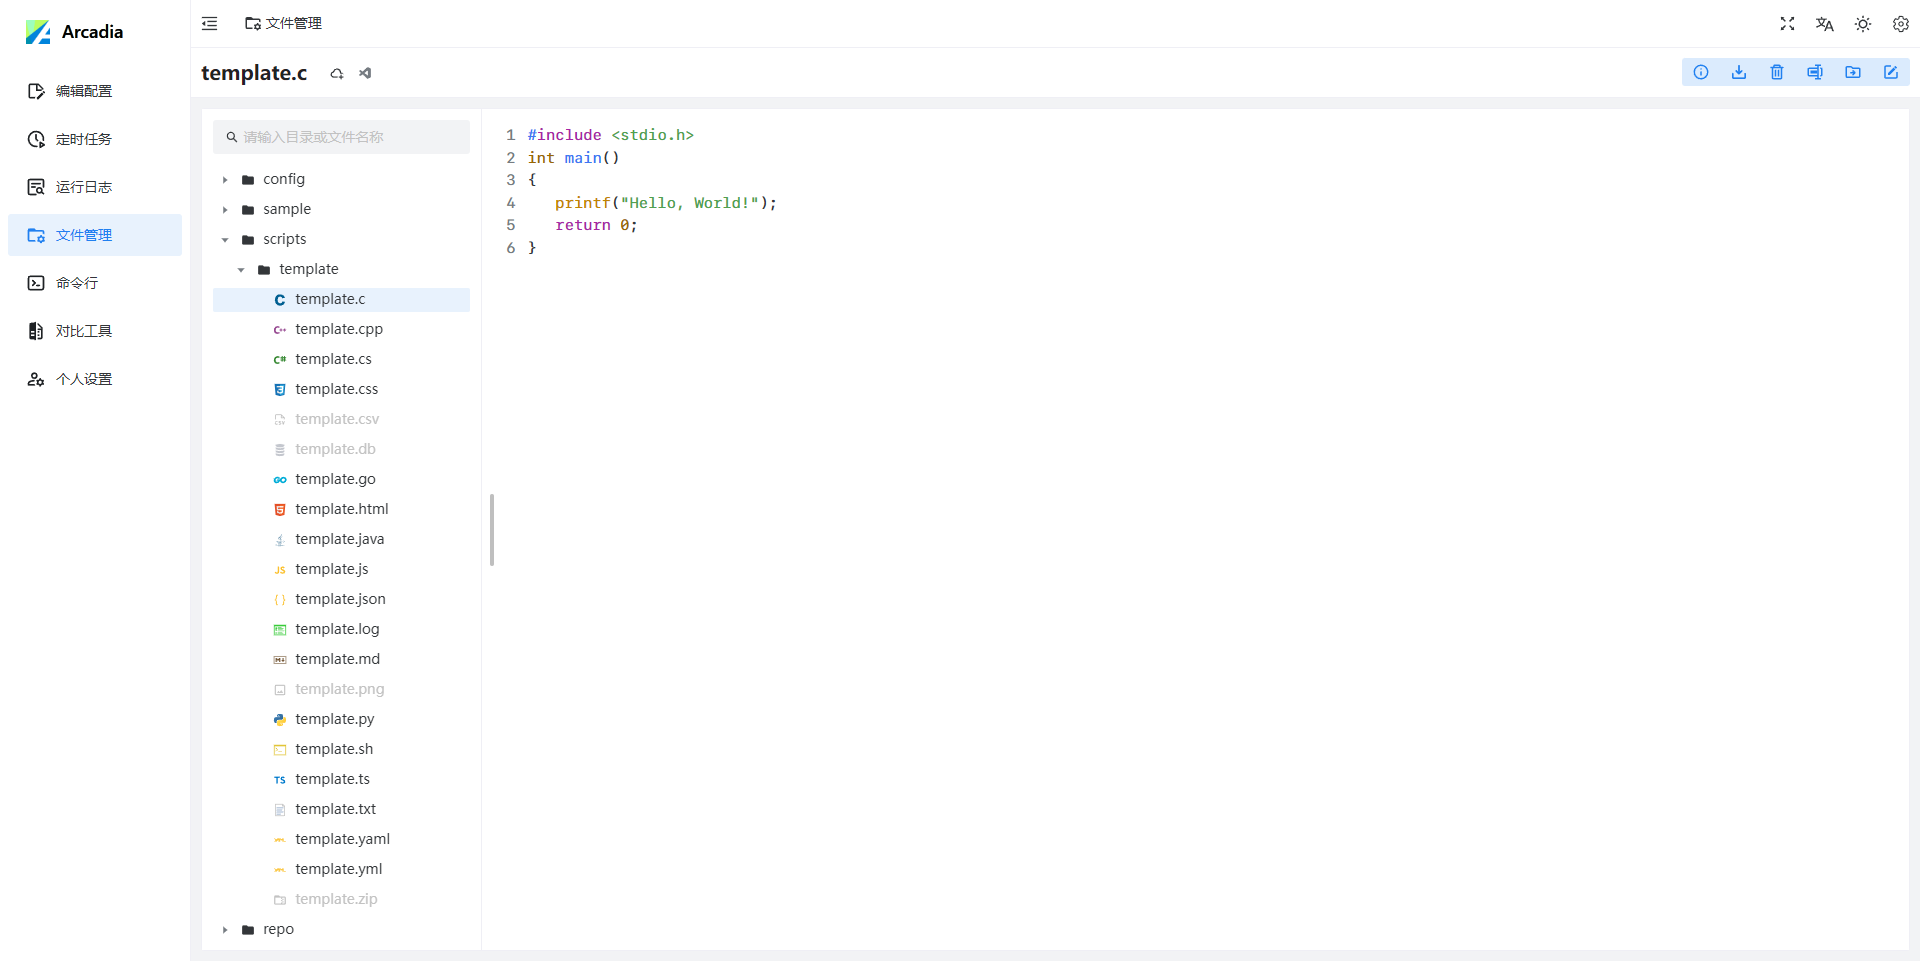 Arcadia
编辑配置
定时任务
运行日志
文件管理
命令行
对比工具
个人设置
文件管理
template.c
请输入目录或文件名称
config
sample
scripts
template
template.c
template.cpp
template.cs
template.css
template.csv
template.db
template.go
template.html
template.java
template.js
template.json
template.log
template.md
template.png
template.py
template.sh
template.ts
template.txt
template.yaml
template.yml
template.zip
repo
1 #include <stdio.h>
2 int main()
3 {
4    printf("Hello, World!");
5    return 0;
6 }